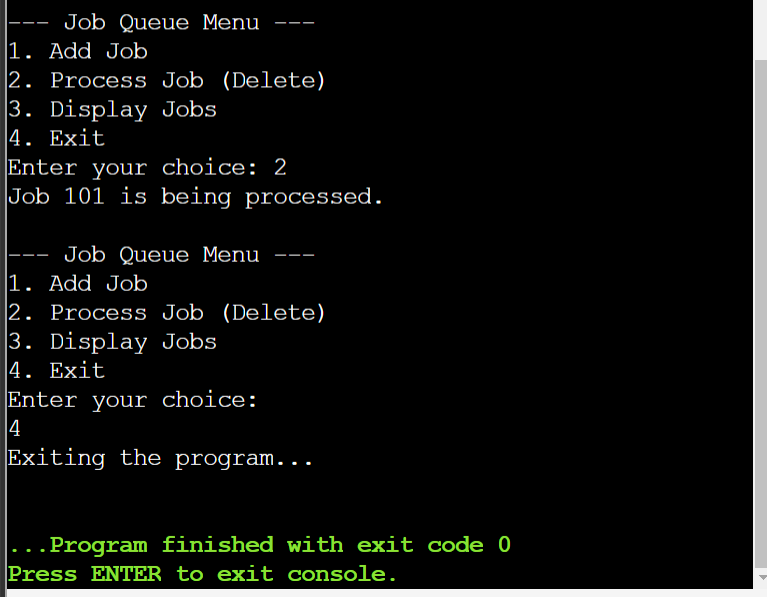 --- Job Queue Menu ---
1. Add Job
2. Process Job (Delete)
3. Display Jobs
4. Exit
Enter your choice: 2
Job 101 is being processed.
--- Job Queue Menu ---
1. Add Job
2. Process Job (Delete)
3. Display Jobs
4. Exit
Enter your choice:
4
Exiting the program...
...Program finished with exit code 0
Press ENTER to exit console.